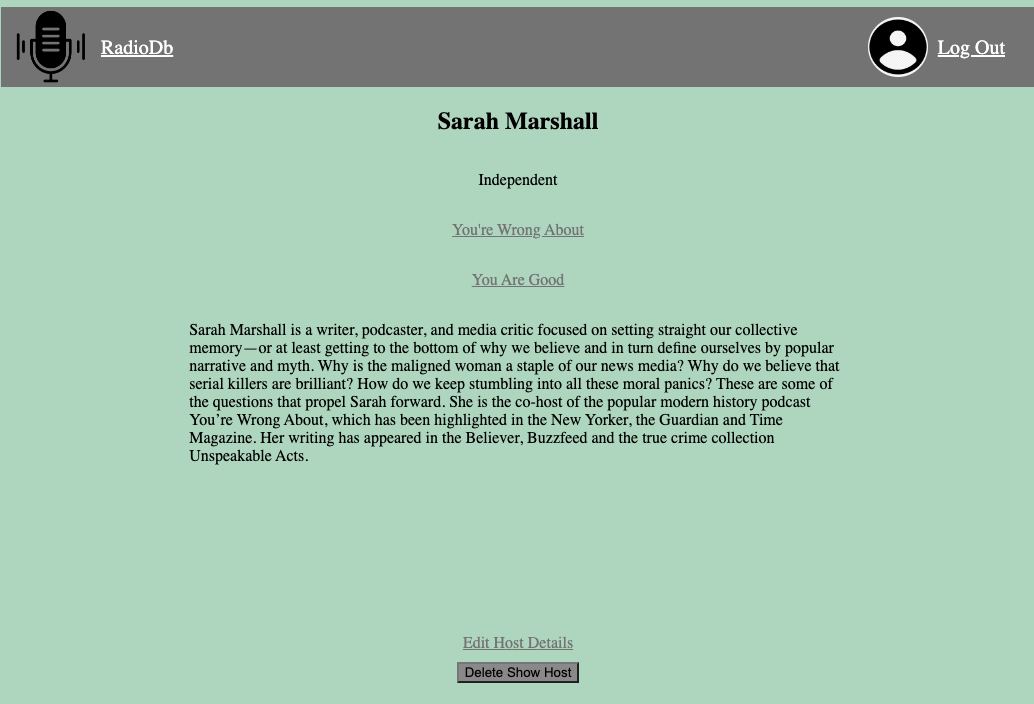 RadioDb
Log Out
Sarah Marshall
Independent
You're Wrong About
You Are Good
Sarah Marshall is a writer, podcaster, and media critic focused on setting straight our collective
memory—or at least getting to the bottom of why we believe and in turn define ourselves by popular
narrative and myth. Why is the maligned woman a staple of our news media? Why do we believe that
serial killers are brilliant? How do we keep stumbling into all these moral panics? These are some of
the questions that propel Sarah forward. She is the co-host of the popular modern history podcast
You’re Wrong About, which has been highlighted in the New Yorker, the Guardian and Time
Magazine. Her writing has appeared in the Believer, Buzzfeed and the true crime collection
Unspeakable Acts.
Edit Host Details
Delete Show Host